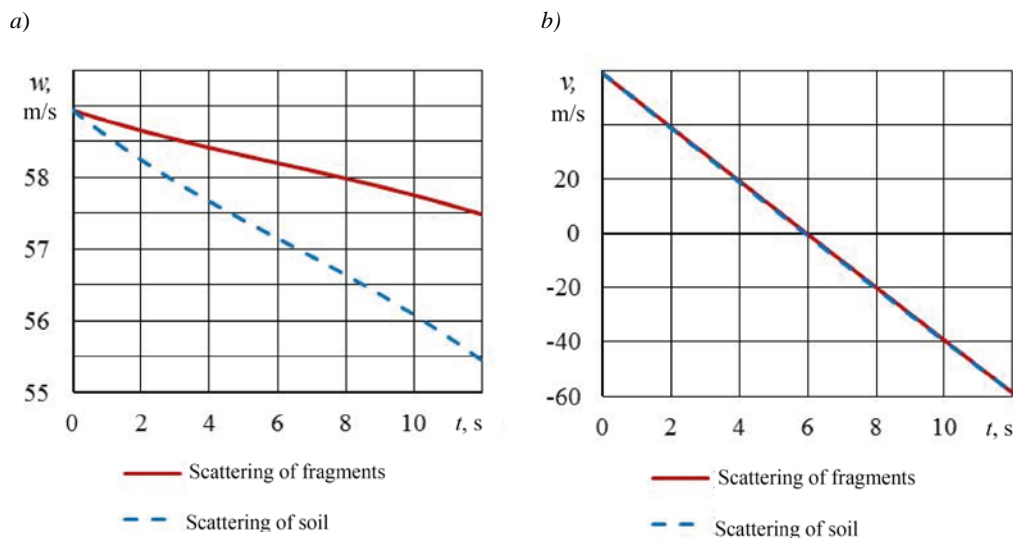 a)
w,
m/s
58
57
56
55
0 2 4 6 8 10 t, s
Scattering of fragments
Scattering of soil
b)
v,
m/s
20
0
-20
-40
-60
0 2 4 6 8 10 t, s
Scattering of fragments
Scattering of soil